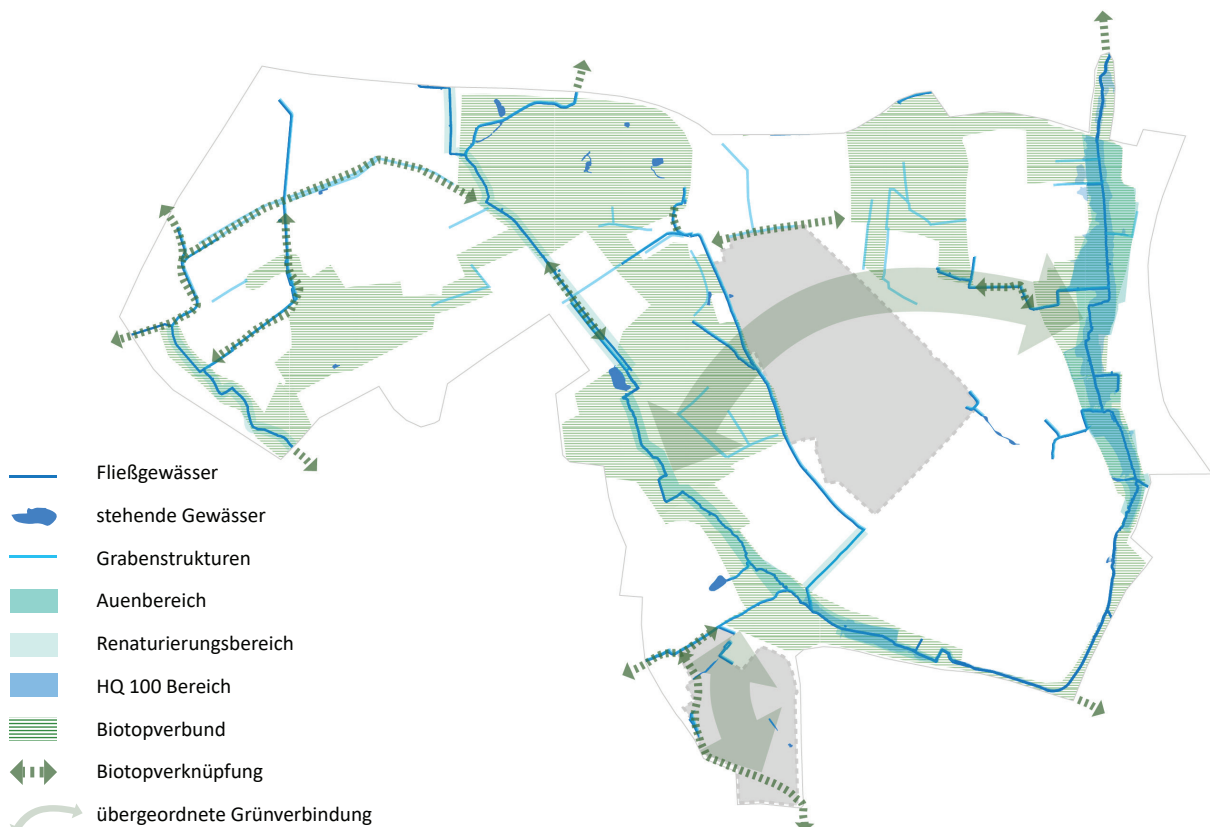 Fließgewässer
stehende Gewässer
Grabenstrukturen
Auenbereich
Renaturierungsbereich
HQ 100 Bereich
Biotopverbund
Biotopverknüpfung
übergeordnete Grünverbindung